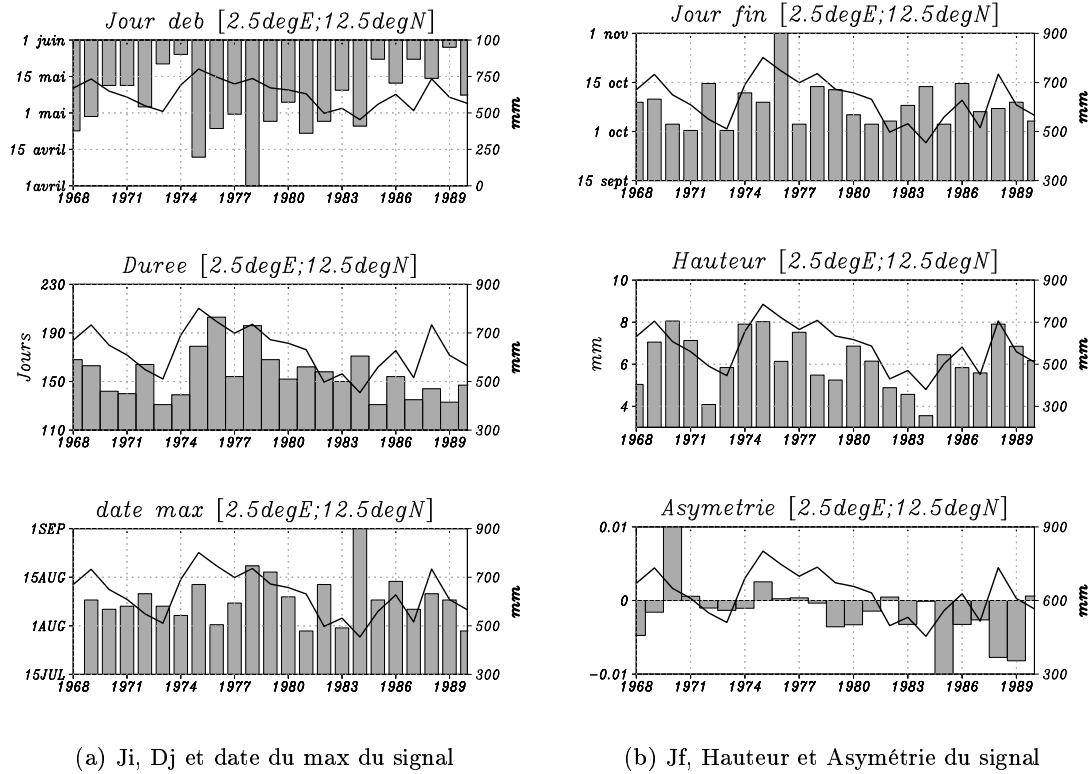 Jour deb [2.5degE;12.5degN]
1 juin
15 mai
1 mai
15 avril
1avril
100
750
500
250
0
mm
1968 1971 1974 1977 1980 1983 1986 1989
Jour fin [2.5degE;12.5degN]
1 nov
15 oct
1 oct
15 sept
900
700
500
300
mm
1968 1971 1974 1977 1980 1983 1986 1989
Duree [2.5degE;12.5degN]
230
190
150
110
Jours
900
700
500
300
mm
1968 1971 1974 1977 1980 1983 1986 1989
Hauteur [2.5degE;12.5degN]
10
8
6
4
mm
900
700
500
300
mm
1968 1971 1974 1977 1980 1983 1986 1989
date max [2.5degE;12.5degN]
1SEP
15AUG
1AUG
15JUL
900
700
500
300
mm
1968 1971 1974 1977 1980 1983 1986 1989
Asymetrie [2.5degE;12.5degN]
0.01
0
-0.01
900
600
300
mm
1968 1971 1974 1977 1980 1983 1986 1989
(a) Ji, Dj et date du max du signal
(b) Jf, Hauteur et Asymétrie du signal